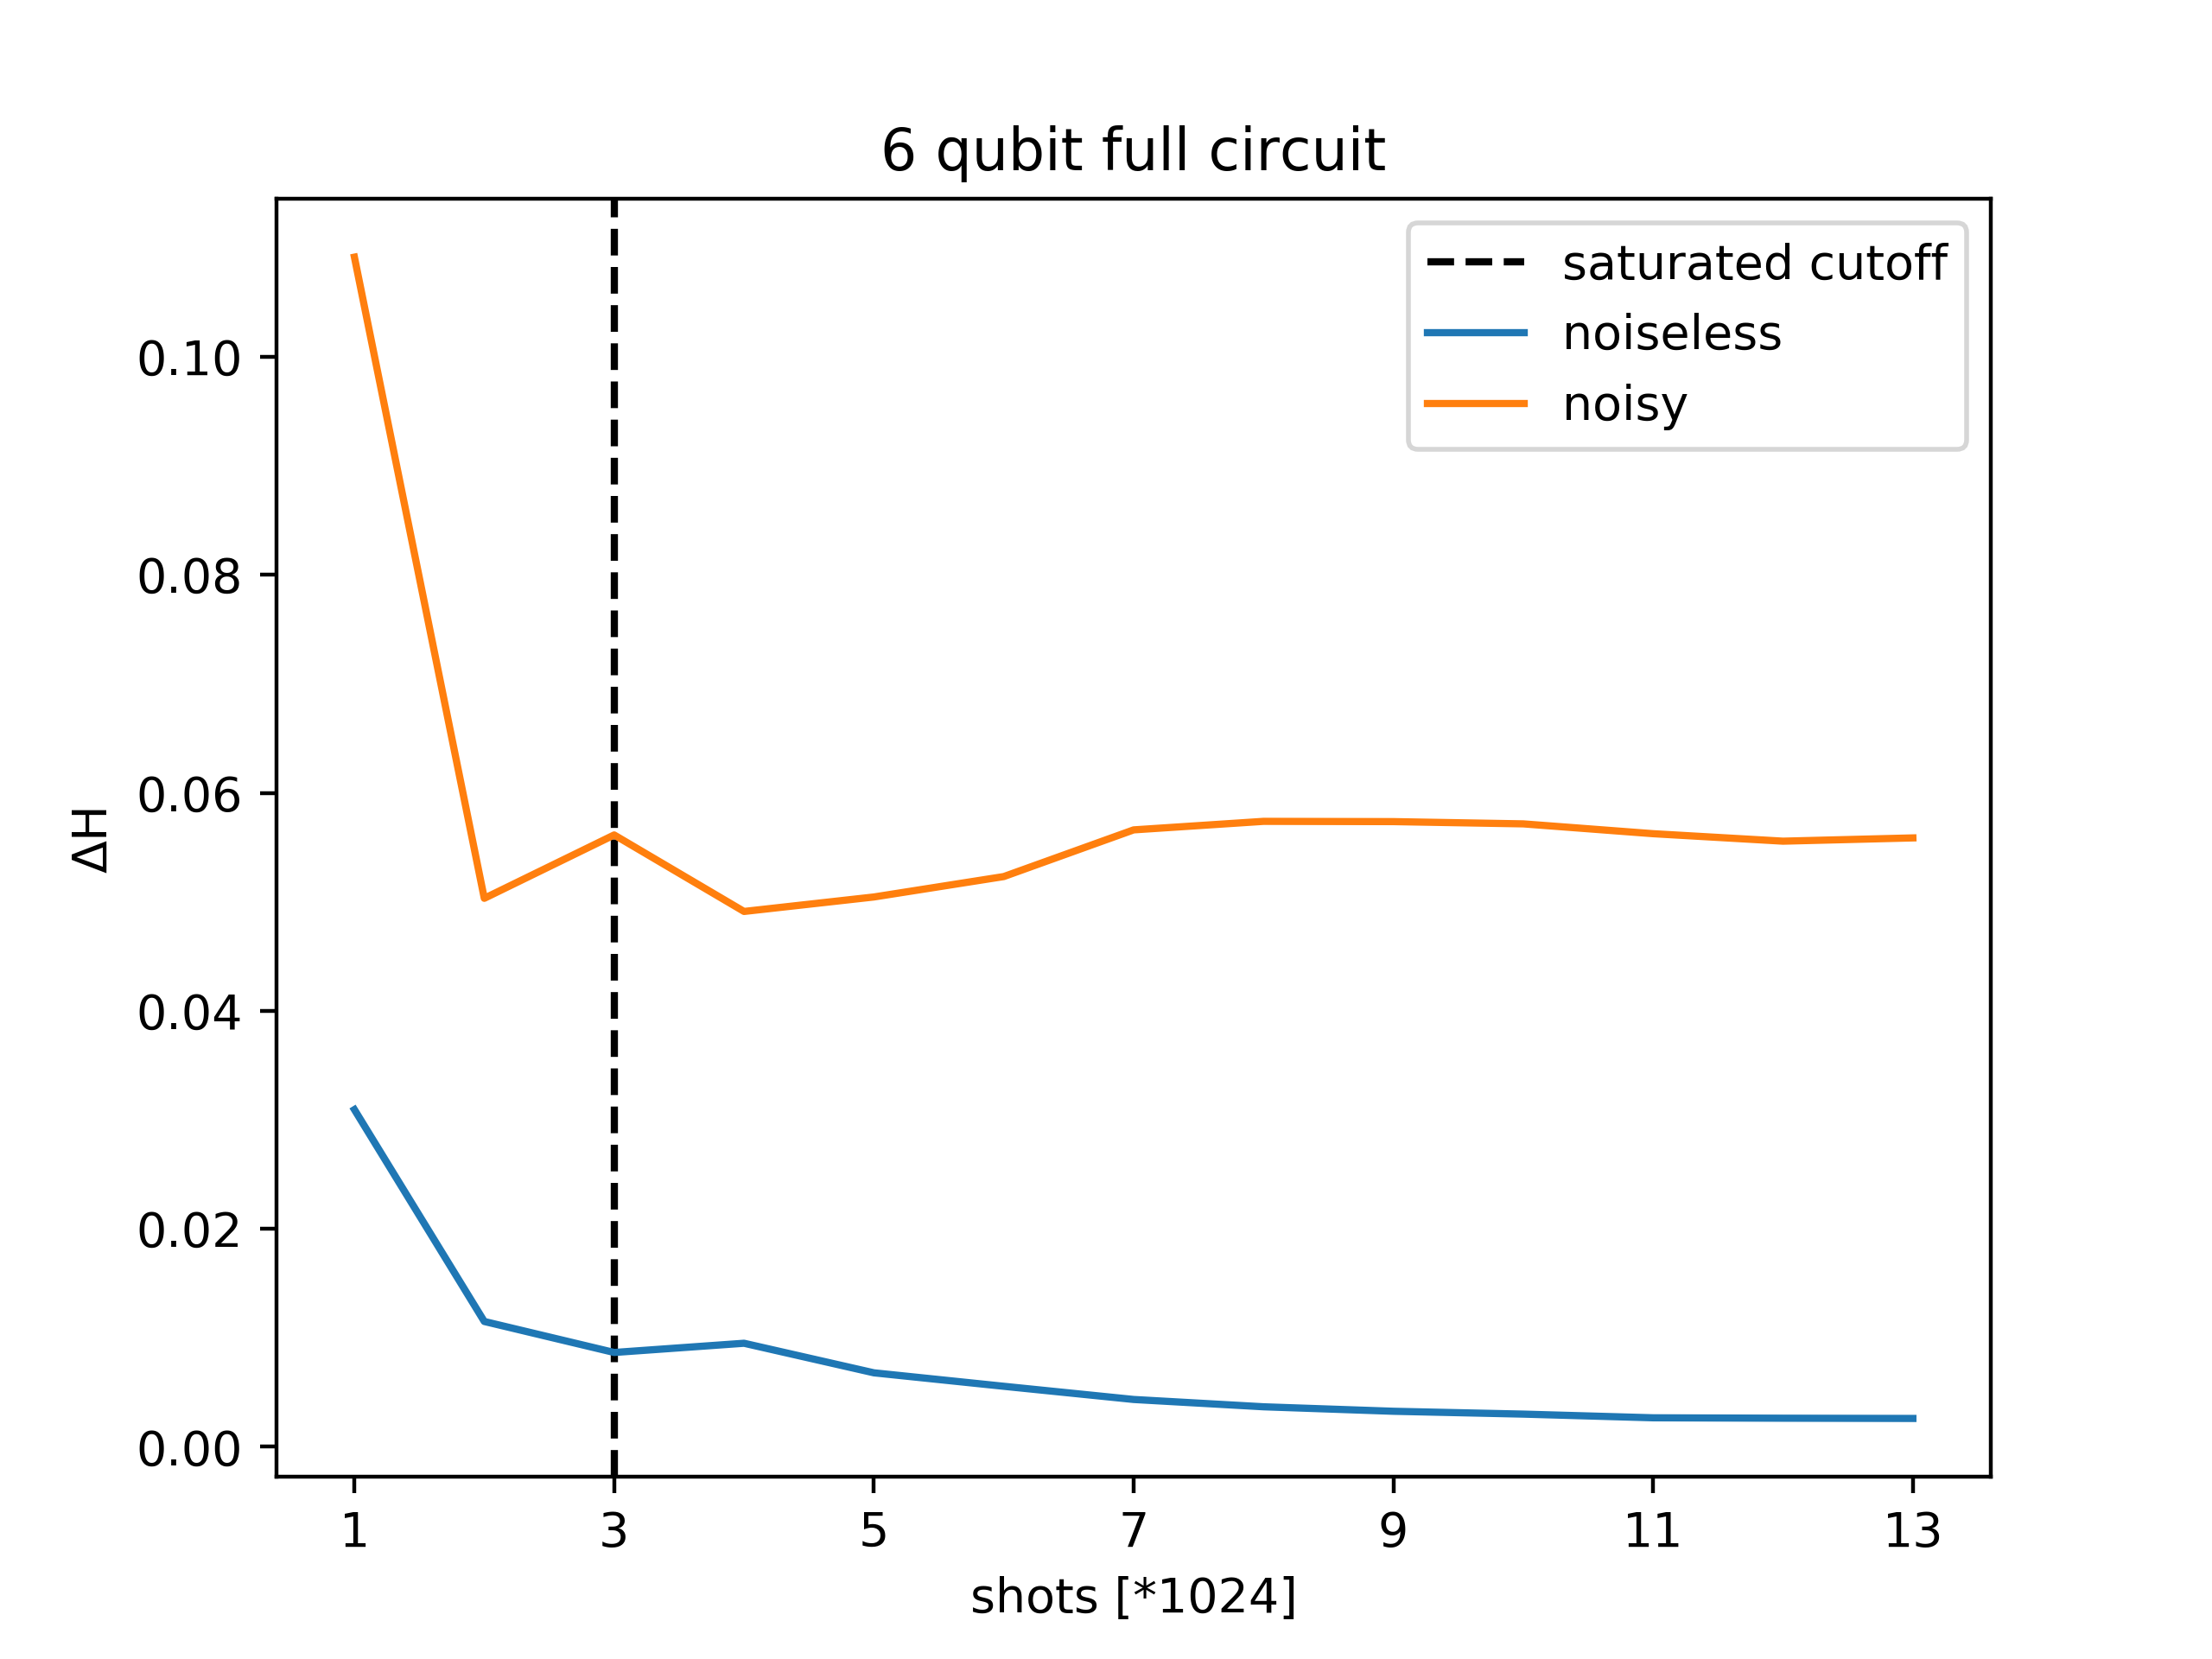 6 qubit full circuit
saturated cutoff
noiseless
noisy
ΔH
0.10
0.08
0.06
0.04
0.02
0.00
1 3 5 7 9 11 13
shots [*1024]